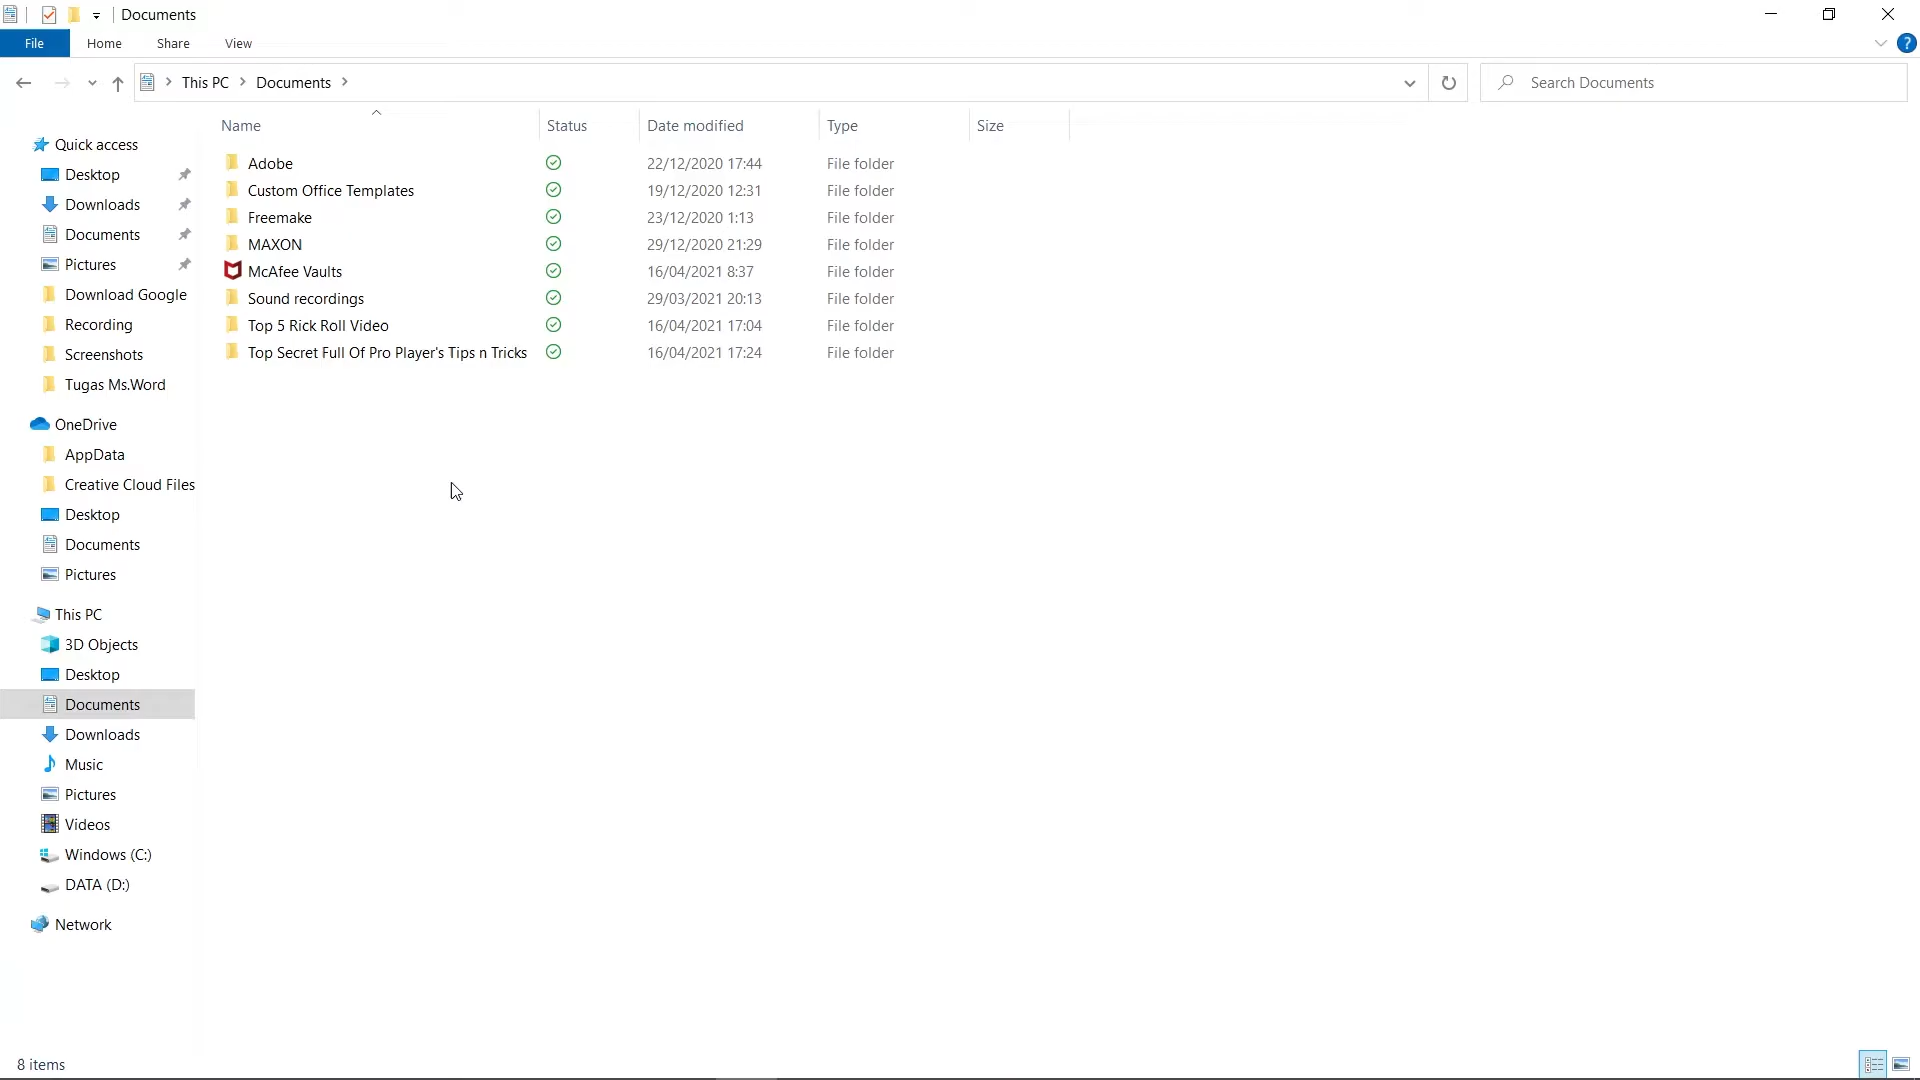 Documents
File Home Share View
This PC > Documents >
Search Documents
Name Status Date modified Type Size
Quick access
Desktop
Downloads
Documents
Pictures
Download Google
Recording
Screenshots
Tugas Ms.Word
OneDrive
AppData
Creative Cloud Files
Desktop
Documents
Pictures
This PC
3D Objects
Desktop
Documents
Downloads
Music
Pictures
Videos
Windows (C:)
DATA (D:)
Network
Adobe 22/12/2020 17:44 File folder
Custom Office Templates 19/12/2020 12:31 File folder
Freemake 23/12/2020 1:13 File folder
MAXON 29/12/2020 21:29 File folder
McAfee Vaults 16/04/2021 8:37 File folder
Sound recordings 29/03/2021 20:13 File folder
Top 5 Rick Roll Video 16/04/2021 17:04 File folder
Top Secret Full Of Pro Player's Tips n Tricks 16/04/2021 17:24 File folder
8 items